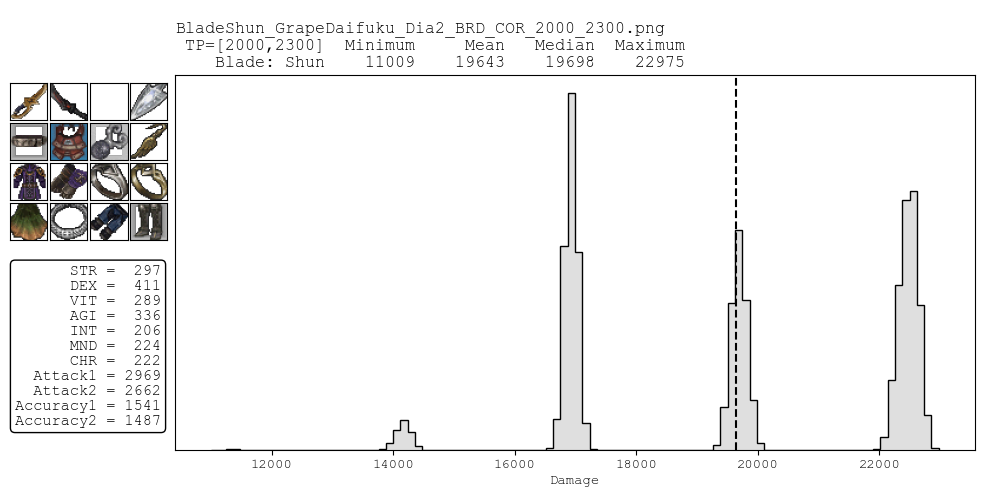 BladeShun_GrapeDaifuku_Dia2_BRD_COR_2000_2300.png
TP=[2000,2300] Minimum Mean Median Maximum
Blade: Shun 11009 19643 19698 22975
STR = 297
DEX = 411
VIT = 289
AGI = 336
INT = 206
MND = 224
CHR = 222
Attack1 = 2969
Attack2 = 2662
Accuracy1 = 1541
Accuracy2 = 1487
12000 14000 16000 18000 20000 22000
Damage